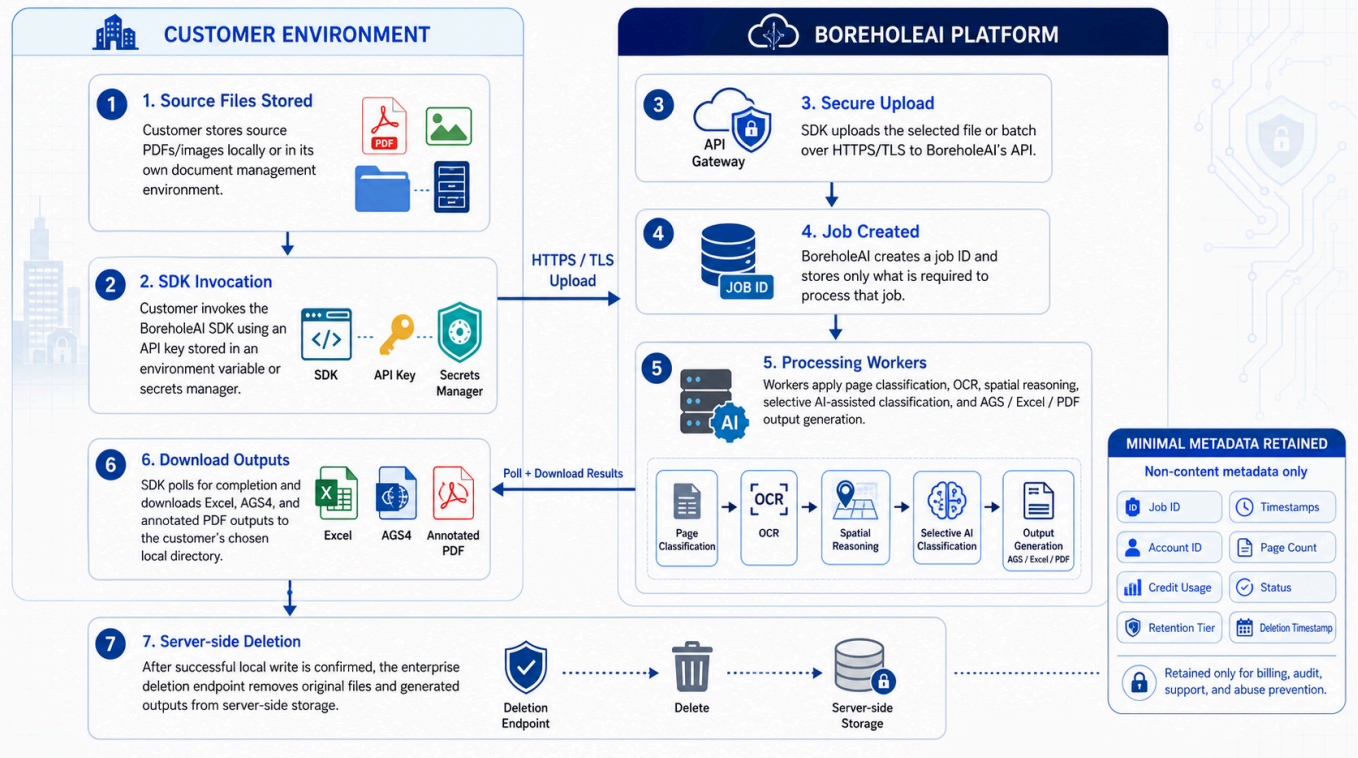 CUSTOMER ENVIRONMENT
1
1. Source Files Stored
Customer stores source
PDFs/images locally or in its
own document management
environment.
PDF
2
2. SDK Invocation
Customer invokes the
BoreholeAI SDK using an
API key stored in an
environment variable or
secrets manager.
</>
SDK
API Key
Secrets
Manager
HTTPS / TLS
Upload
BOREHOLEAI PLATFORM
3
API
Gateway
3. Secure Upload
SDK uploads the selected file or batch
over HTTPS/TLS to BoreholeAI's API.
4
JOB ID
4. Job Created
BoreholeAI creates a job ID and
stores only what is required to
process that job.
5
AI
5. Processing Workers
Workers apply page classification, OCR, spatial reasoning,
selective AI-assisted classification, and AGS / Excel / PDF
output generation.
Page
Classification
OCR
OCR
Spatial
Reasoning
Selective AI
Classification
Output
Generation
AGS / Excel / PDF
Poll + Download Results
6
6. Download Outputs
SDK polls for completion and
downloads Excel, AGS4, and
annotated PDF outputs to
the customer's chosen
local directory.
X
Excel
AGS4
Annotated
PDF
7
7. Server-side Deletion
After successful local write is confirmed, the enterprise
deletion endpoint removes original files and generated
outputs from server-side storage.
Deletion
Endpoint
Delete
Server-side
Storage
MINIMAL METADATA RETAINED
Non-content metadata only
ID
Job ID
Timestamps
Account ID
Page Count
Credit Usage
Status
Retention Tier
Deletion Timestamp
Retained only for billing, audit,
support, and abuse prevention.